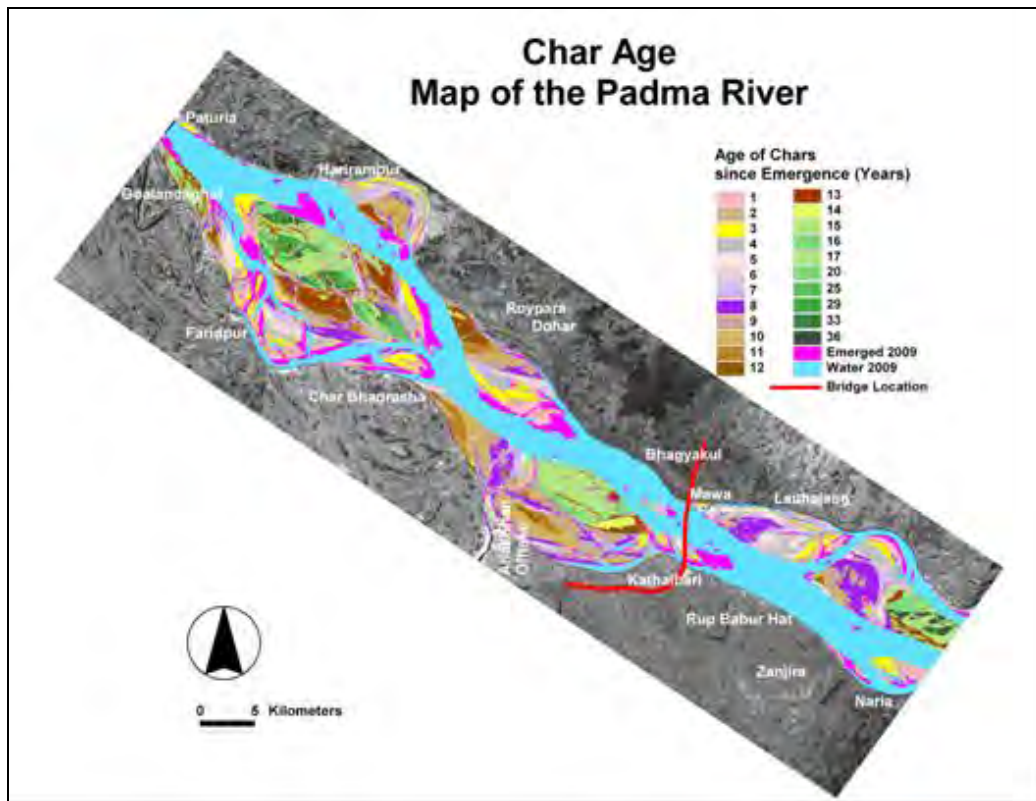 Char Age
Map of the Padma River
Age of Chars
since Emergence (Years)
1
2
3
4
5
6
7
8
9
10
11
12
13
14
15
16
17
20
25
29
33
36
Emerged 2009
Water 2009
Bridge Location
Paturia
Harirampur
Goalandaghat
Faridpur
Roypara
Dohar
Char Bhadrasha
Bhagyakul
Mawa
Lauhajong
Kathalbari
Rup Babur Hat
Zanjira
Naria
0 5 Kilometers